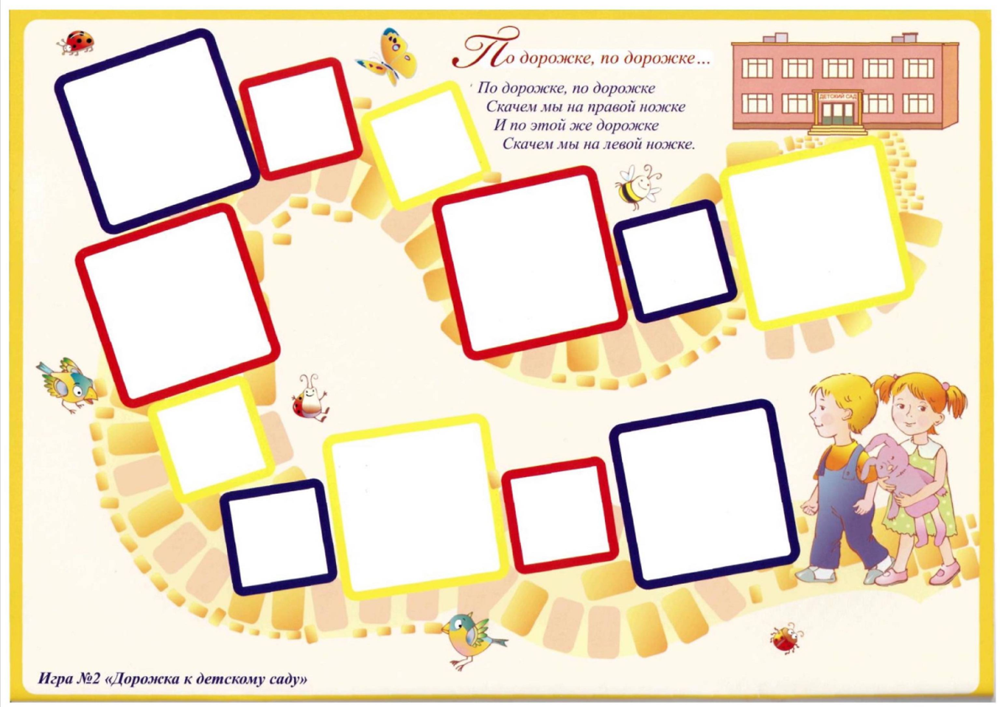 По дорожке, по дорожке...
По дорожке, по дорожке
Скачем мы на правой ножке
И по этой же дорожке
Скачем мы на левой ножке.
ДЕТСКИЙ САД
Игра №2 «Дорожка к детскому саду»